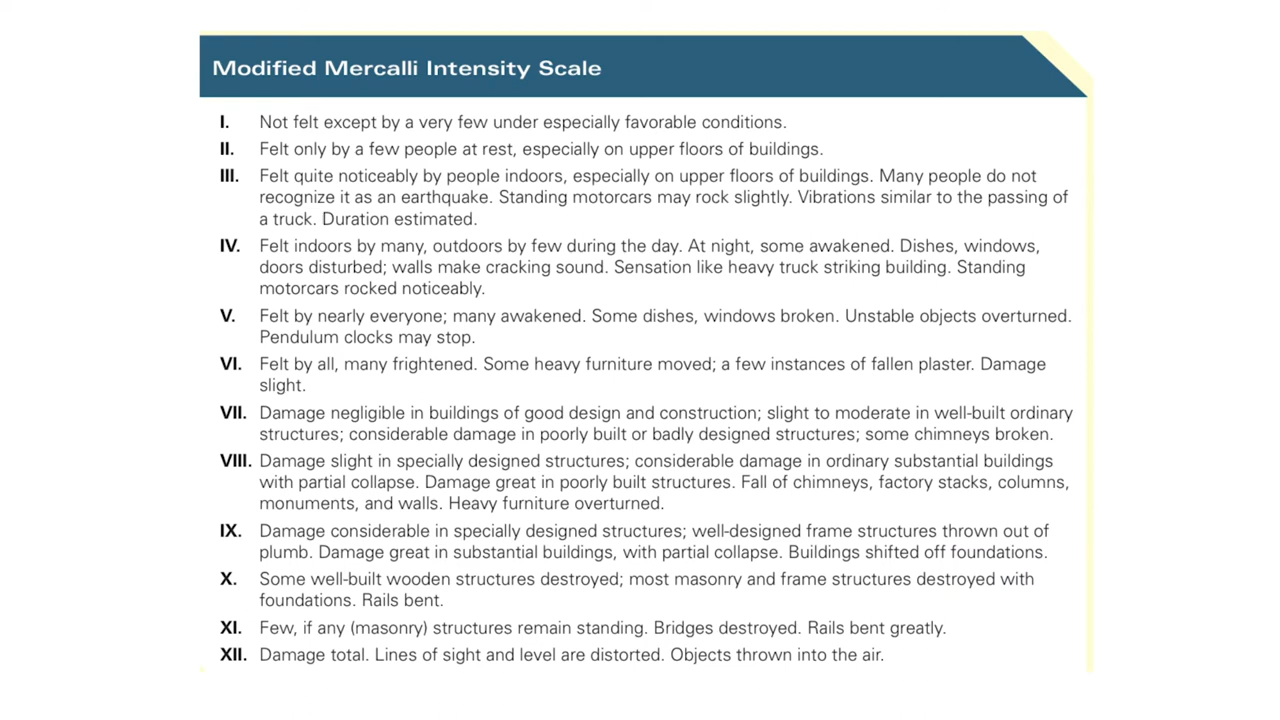 Modified Mercalli Intensity Scale
I. Not felt except by a very few under especially favorable conditions.
II. Felt only by a few people at rest, especially on upper floors of buildings.
III. Felt quite noticeably by people indoors, especially on upper floors of buildings. Many people do not
recognize it as an earthquake. Standing motorcars may rock slightly. Vibrations similar to the passing of
a truck. Duration estimated.
IV. Felt indoors by many, outdoors by few during the day. At night, some awakened. Dishes, windows,
doors disturbed; walls make cracking sound. Sensation like heavy truck striking building. Standing
motorcars rocked noticeably.
V. Felt by nearly everyone; many awakened. Some dishes, windows broken. Unstable objects overturned.
Pendulum clocks may stop.
VI. Felt by all, many frightened. Some heavy furniture moved; a few instances of fallen plaster. Damage
slight.
VII. Damage negligible in buildings of good design and construction; slight to moderate in well-built ordinary
structures; considerable damage in poorly built or badly designed structures; some chimneys broken.
VIII. Damage slight in specially designed structures; considerable damage in ordinary substantial buildings
with partial collapse. Damage great in poorly built structures. Fall of chimneys, factory stacks, columns,
monuments, and walls. Heavy furniture overturned.
IX. Damage considerable in specially designed structures; well-designed frame structures thrown out of
plumb. Damage great in substantial buildings, with partial collapse. Buildings shifted off foundations.
X. Some well-built wooden structures destroyed; most masonry and frame structures destroyed with
foundations. Rails bent.
XI. Few, if any (masonry) structures remain standing. Bridges destroyed. Rails bent greatly.
XII. Damage total. Lines of sight and level are distorted. Objects thrown into the air.